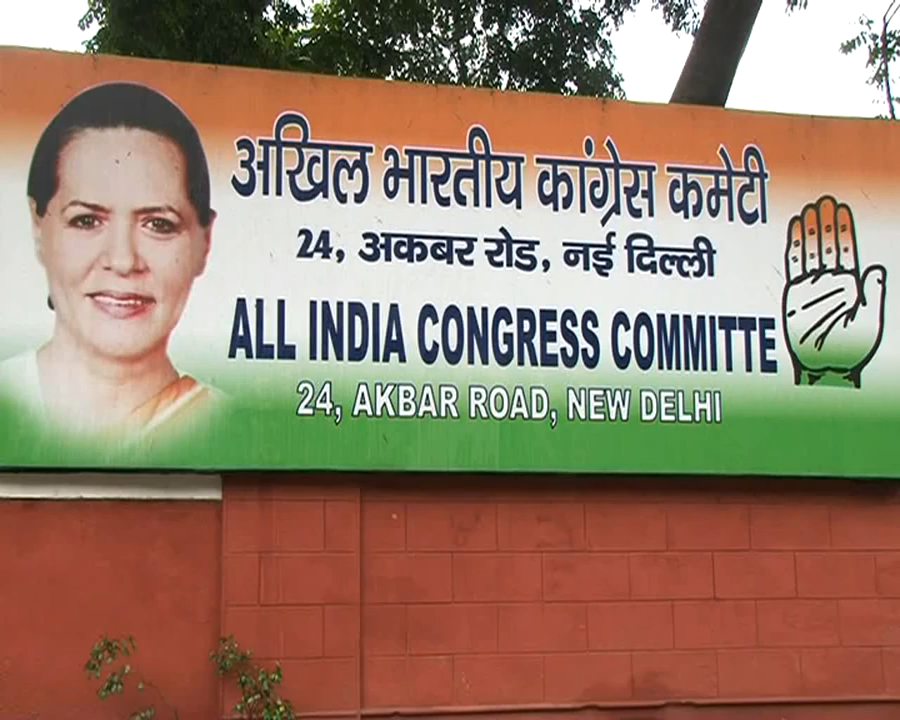 अखिल भारतीय कांग्रेस कमेटी
24, अकबर रोड, नई दिल्ली
ALL INDIA CONGRESS COMMITTE
24, AKBAR ROAD, NEW DELHI